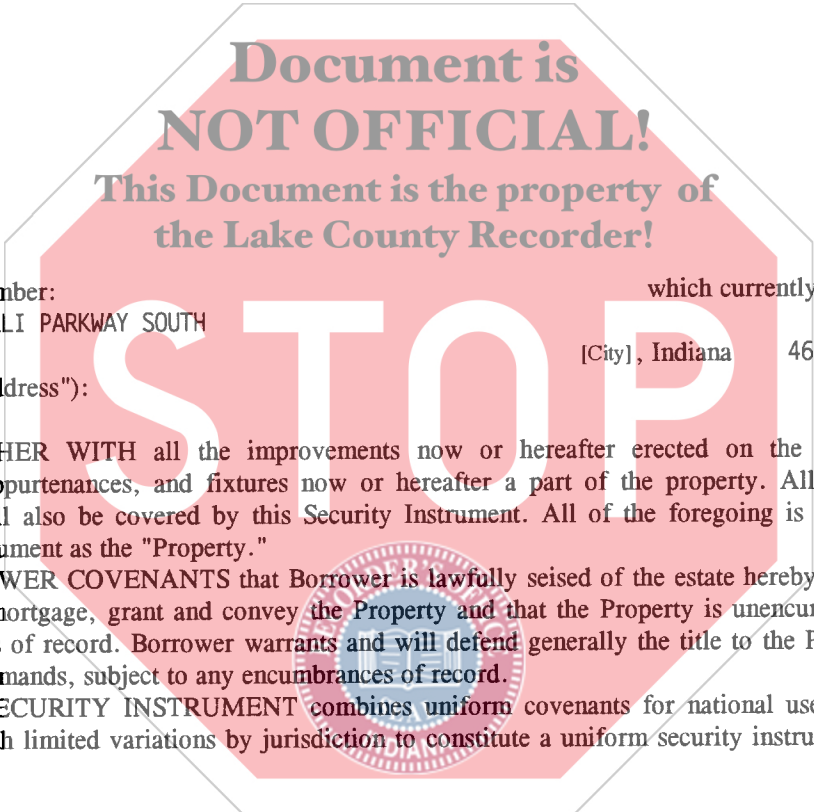 Document is
NOT OFFICIAL!
This Document is the property of
the Lake County Recorder!
mber: which currently
LI PARKWAY SOUTH
[City], Indiana 46
ddress"):
STOP
HER WITH all the improvements now or hereafter erected on the
ppurtenances, and fixtures now or hereafter a part of the property. All
l also be covered by this Security Instrument. All of the foregoing is
ument as the "Property."
WER COVENANTS that Borrower is lawfully seised of the estate hereby
mortgage, grant and convey the Property and that the Property is unencum
of record. Borrower warrants and will defend generally the title to the P
mands, subject to any encumbrances of record.
ECURITY INSTRUMENT combines uniform covenants for national use
h limited variations by jurisdiction to constitute a uniform security instru
SEAL
INDIANA